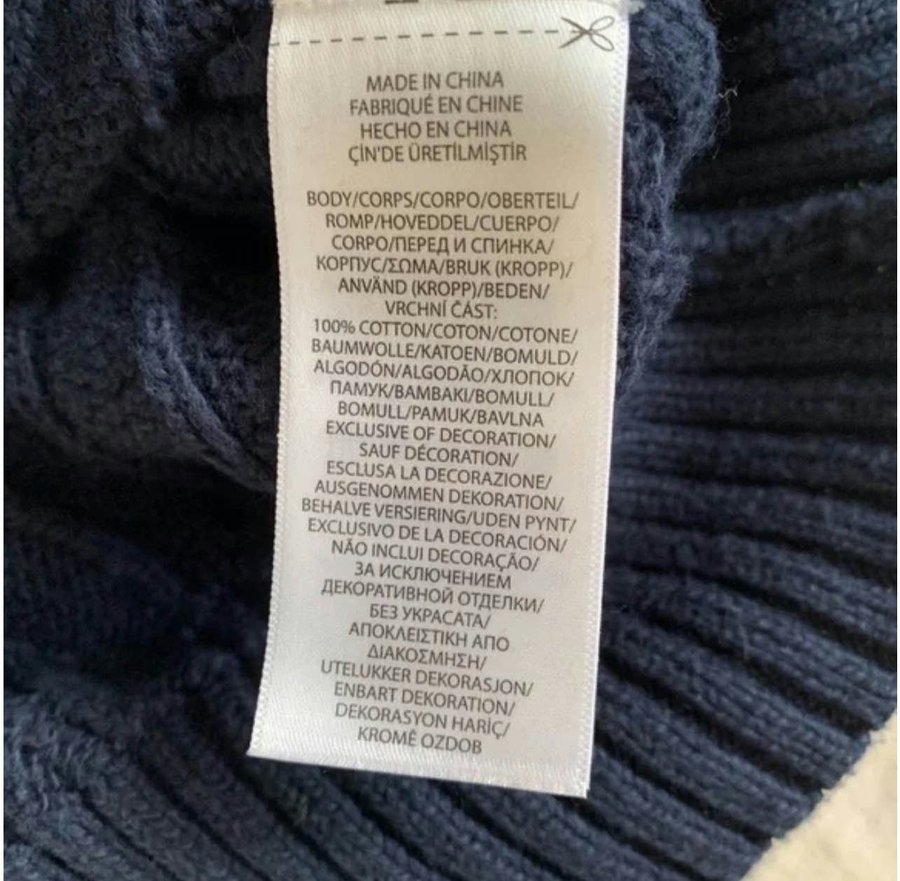 MADE IN CHINA
FABRIQUÉ EN CHINE
HECHO EN CHINA
ÇİN'DE ÜRETİLMİŞTİR
BODY/CORPS/CORPO/OBERTEIL/
ROMP/HOVEDDEL/CUERPO/
CORPO/ПЕРЕД И СПИНКА/
КОРПУС/ΣΩΜΑ/BRUK (KROPP)/
ANVÄND (KROPP)/BEDEN/
VRCHNÍ ČÁST:
100% COTTON/COTON/COTONE/
BAUMWOLLE/KATOEN/BOMULD/
ALGODÓN/ALGODÃO/ХЛОПОК/
ПАМУК/ΒΑΜΒΑΚΙ/BOMULL/
BOMULL/PAMUK/BAVLNA
EXCLUSIVE OF DECORATION/
SAUF DÉCORATION/
ESCLUSA LA DECORAZIONE/
AUSGENOMMEN DEKORATION/
BEHALVE VERSIERING/UDEN PYNT/
EXCLUSIVO DE LA DECORACIÓN/
NÃO INCLUI DECORAÇÃO/
ЗА ИСКЛЮЧЕНИЕМ
ДЕКОРАТИВНОЙ ОТДЕЛКИ/
БЕЗ УКРАСАТА/
ΑΠΟΚΛΕΙΣΤΙΚΗ ΑΠΟ
ΔΙΑΚΟΣΜΗΣΗ/
UTELUKKER DEKORASJON/
ENBART DEKORATION/
DEKORASYON HARİÇ/
KROMĚ OZDOB